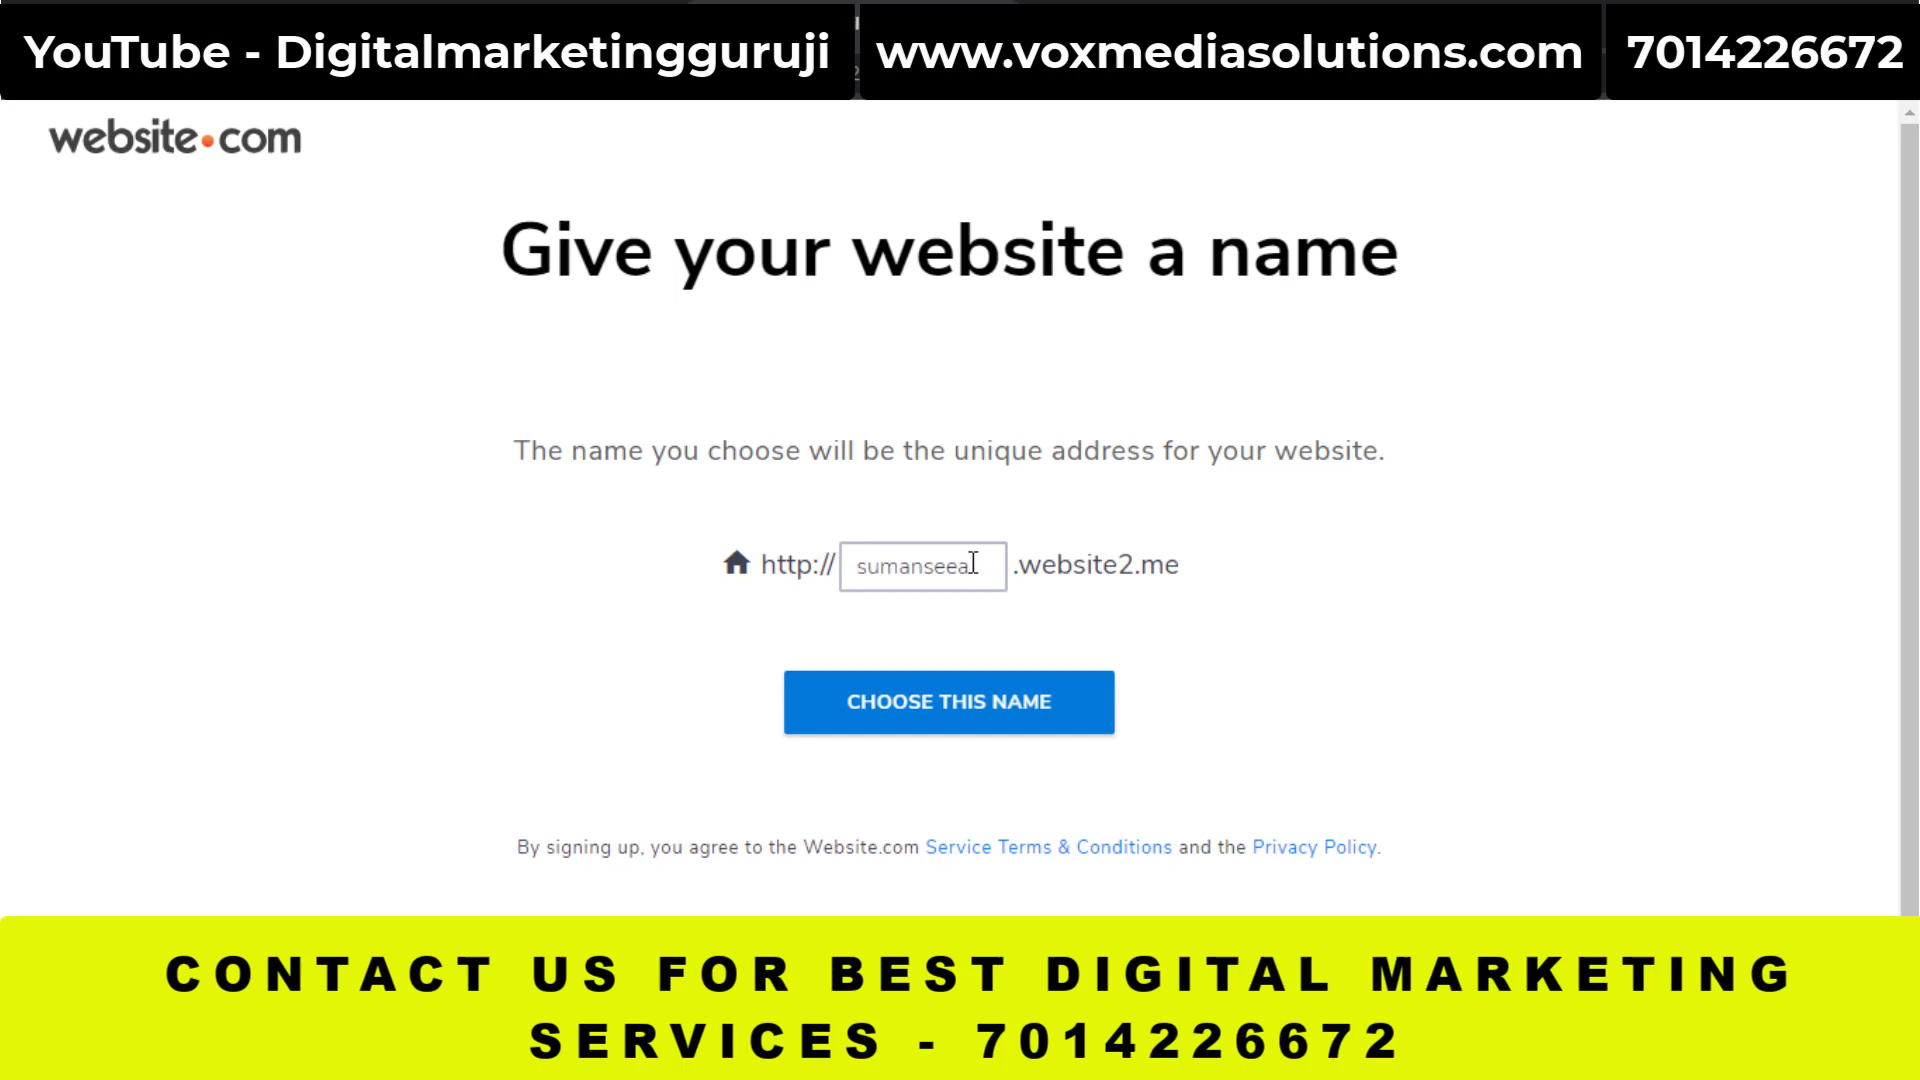 YouTube - Digitalmarketingguruji www.voxmediasolutions.com 7014226672
website.com
Give your website a name
The name you choose will be the unique address for your website.
http:// sumanseea .website2.me
CHOOSE THIS NAME
By signing up, you agree to the Website.com Service Terms & Conditions and the Privacy Policy.
CONTACT US FOR BEST DIGITAL MARKETING
SERVICES - 7014226672